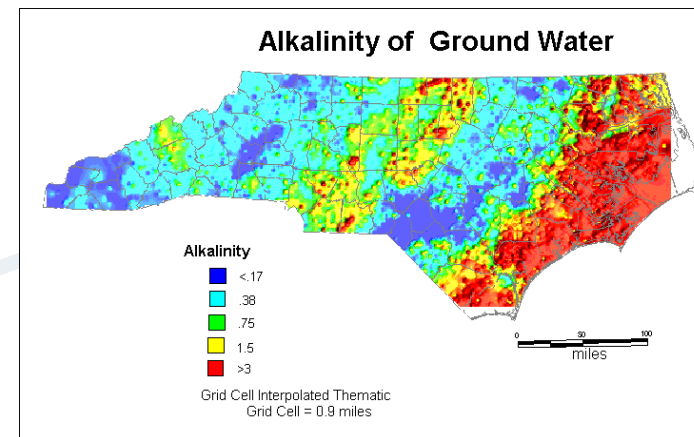 Alkalinity of  Ground Water
Alkalinity
<.17
.38
.75
1.5
>3
0 50 100
miles
Grid Cell Interpolated Thematic
Grid Cell = 0.9 miles